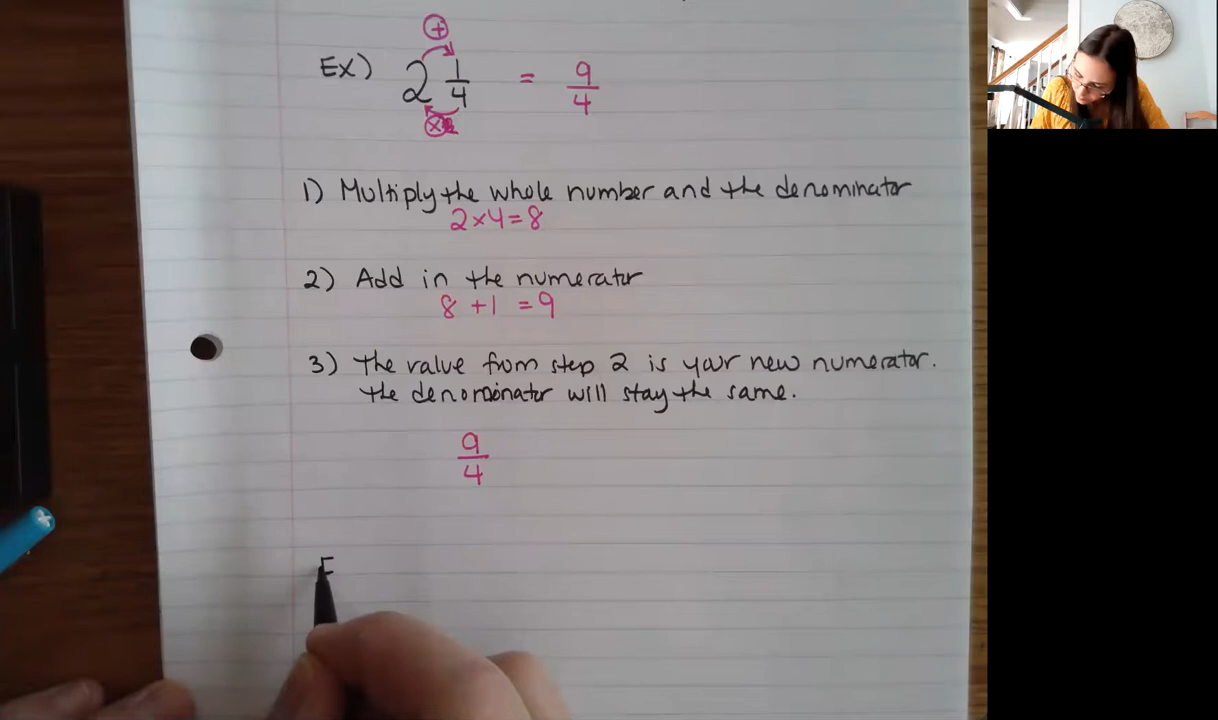 Ex) 2 1/4 = 9/4
1) Multiply the whole number and the denominator
2×4=8
2) Add in the numerator
8 +1 =9
3) The value from step 2 is your new numerator.
the denominator will stay the same.
9/4
E